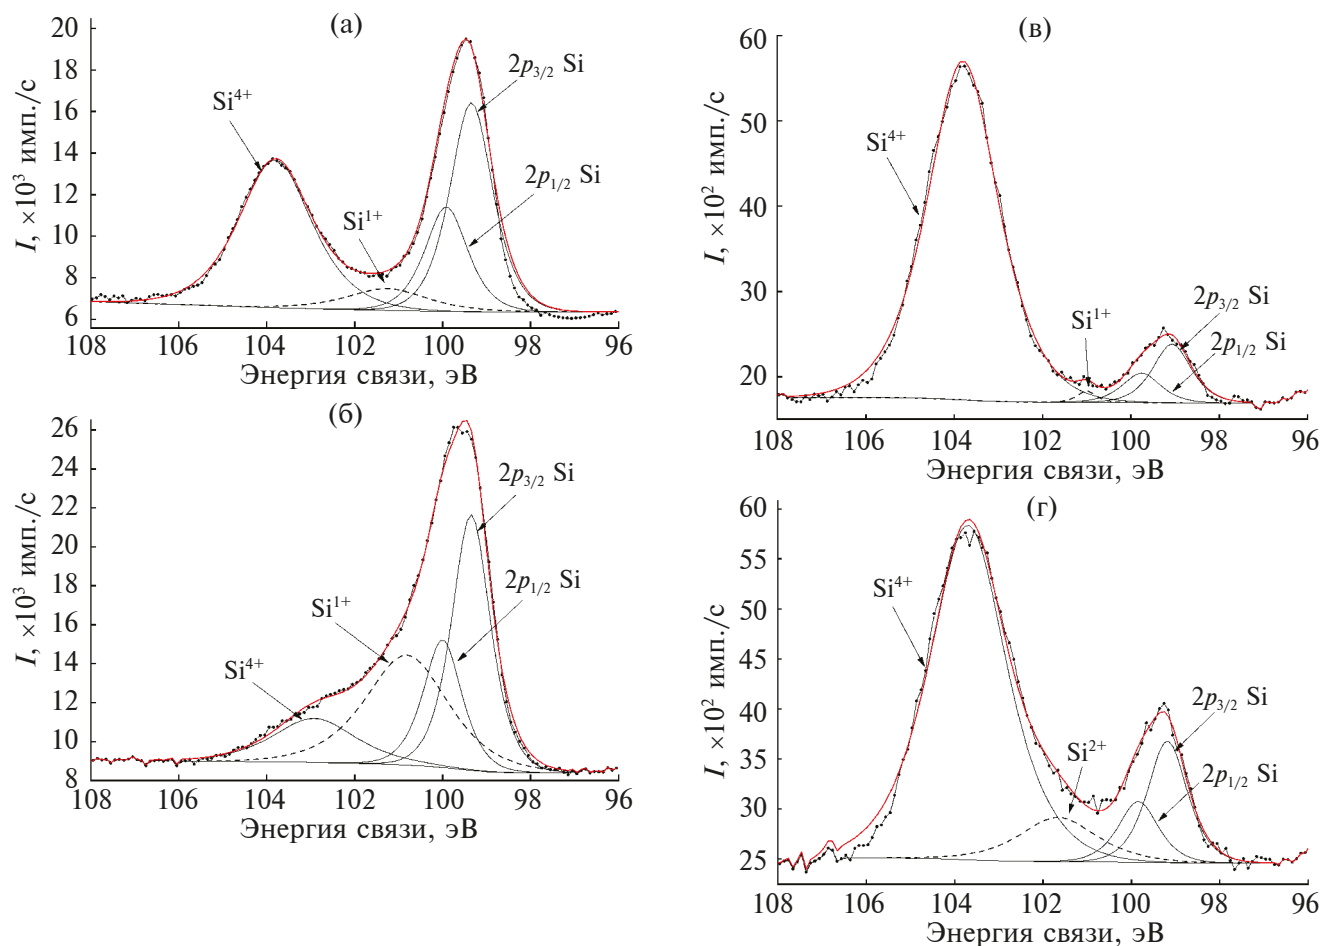 (а)
I, ×10³ имп./с
20
18
16
14
12
10
8
6
Si⁴⁺
Si¹⁺
2p₃/₂ Si
2p₁/₂ Si
108 106 104 102 100 98 96
Энергия связи, эВ
(б)
I, ×10³ имп./с
26
24
22
20
18
16
14
12
10
8
Si⁴⁺
Si¹⁺
2p₃/₂ Si
2p₁/₂ Si
108 106 104 102 100 98 96
Энергия связи, эВ
(в)
I, ×10² имп./с
60
50
40
30
20
Si⁴⁺
Si¹⁺
2p₃/₂ Si
2p₁/₂ Si
108 106 104 102 100 98 96
Энергия связи, эВ
(г)
I, ×10² имп./с
60
55
50
45
40
35
30
25
Si⁴⁺
Si²⁺
2p₃/₂ Si
2p₁/₂ Si
108 106 104 102 100 98 96
Энергия связи, эВ